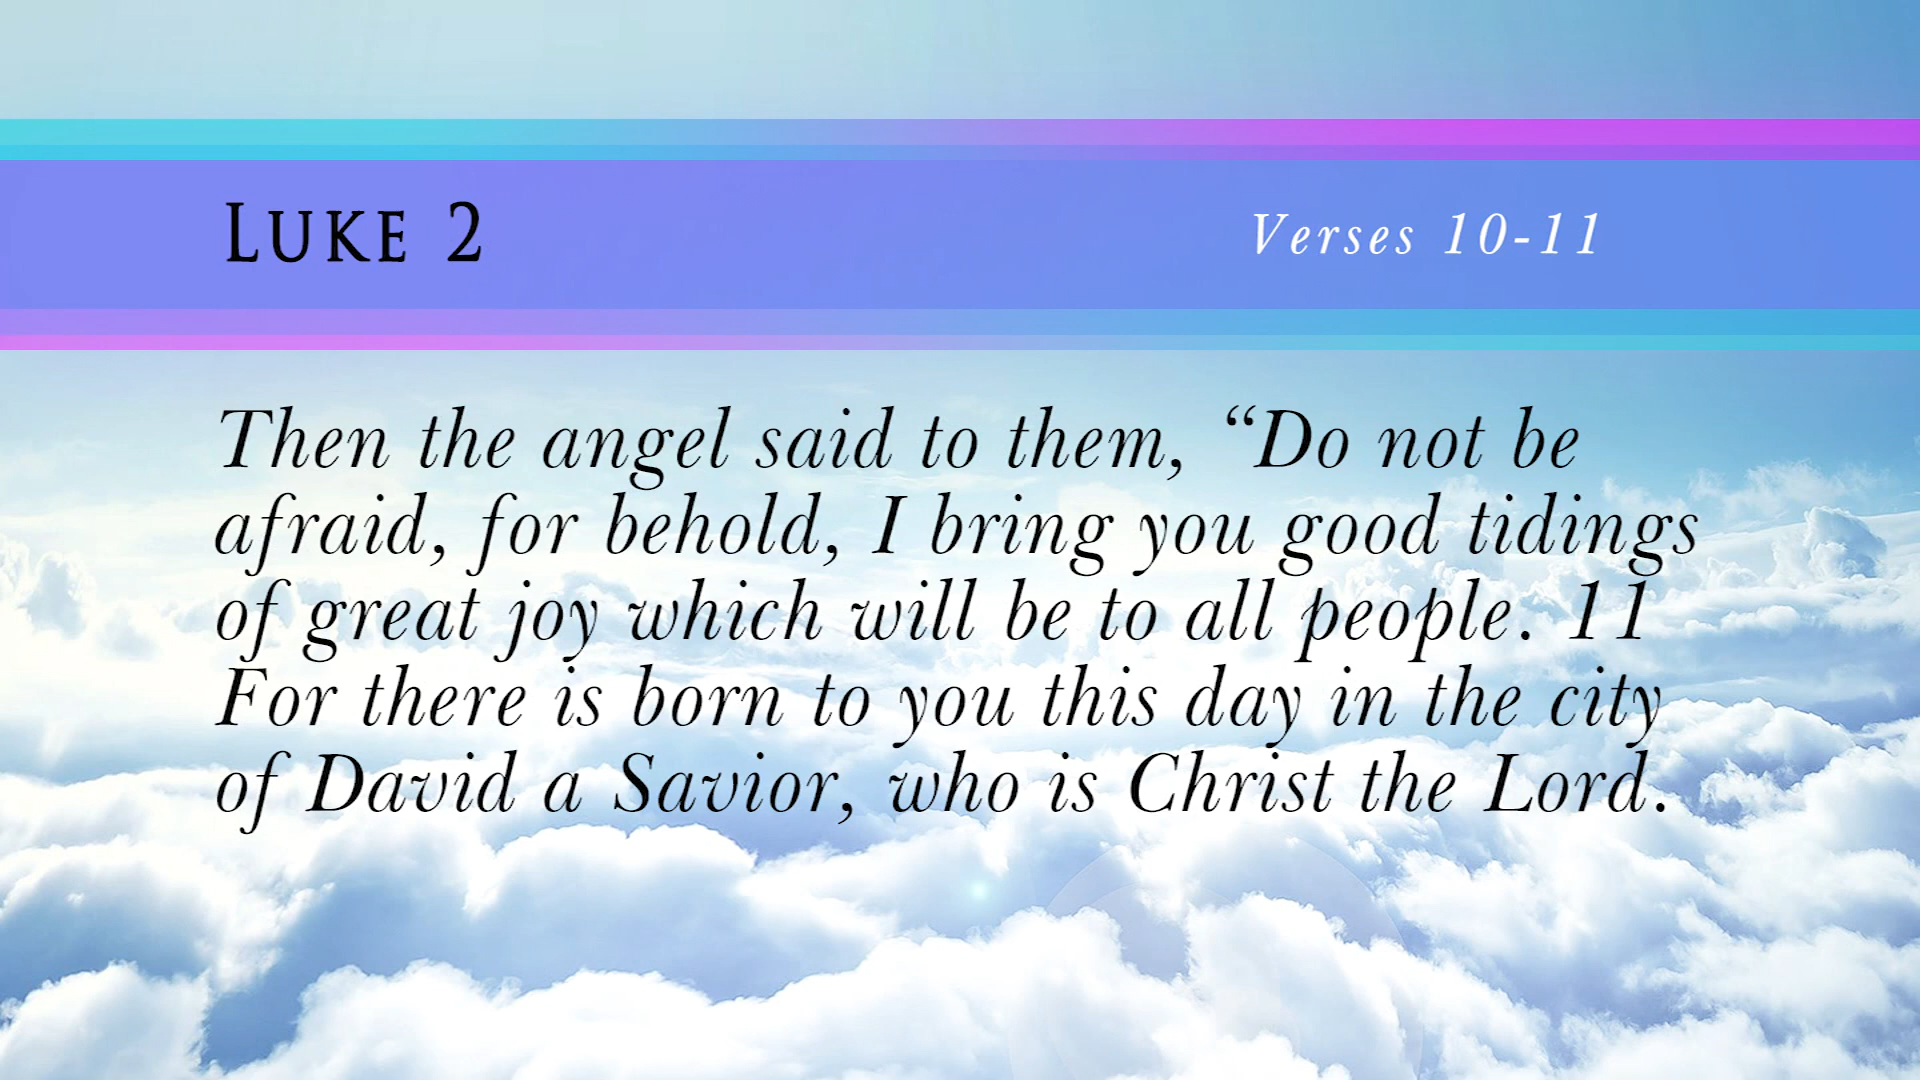 Luke 2
Verses 10-11
Then the angel said to them, “Do not be
afraid, for behold, I bring you good tidings
of great joy which will be to all people. 11
For there is born to you this day in the city
of David a Savior, who is Christ the Lord.